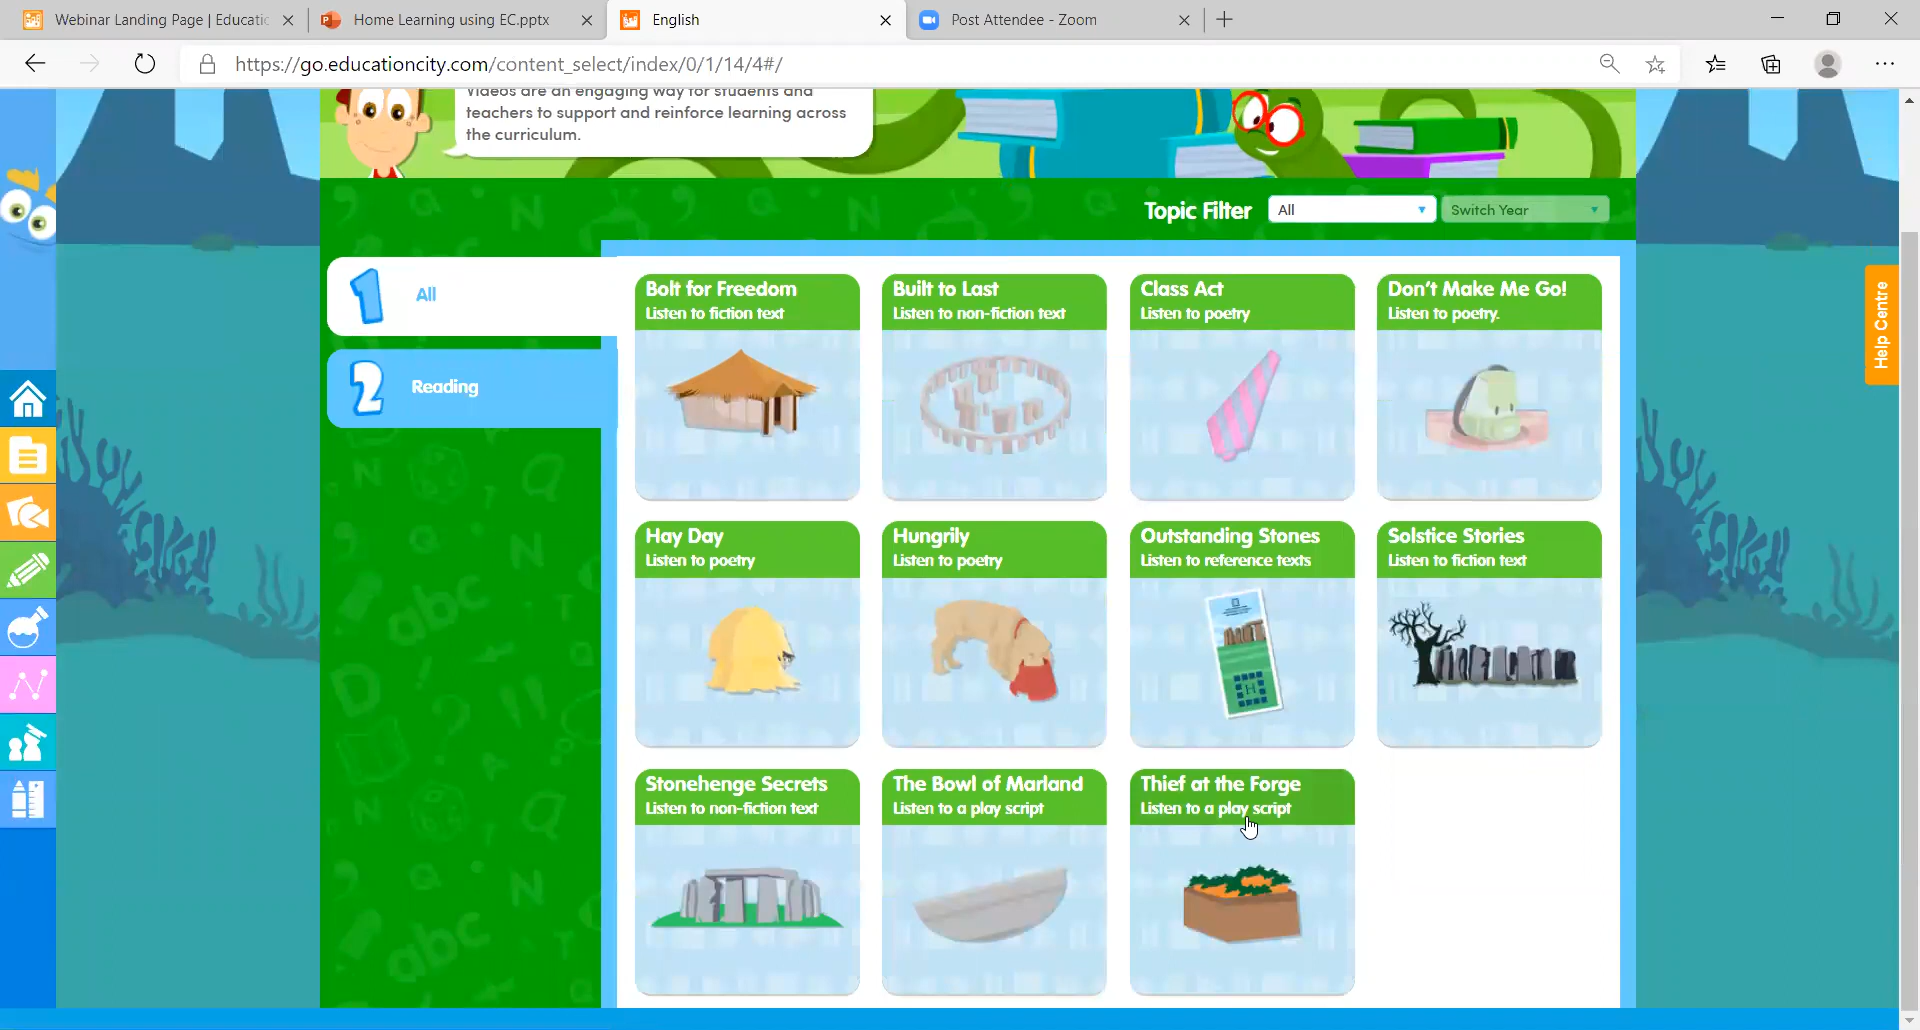 Webinar Landing Page | Educatic
Home Learning using EC.pptx
English
Post Attendee - Zoom
https://go.educationcity.com/content_select/index/0/1/14/4#/
Videos are an engaging way for students and
teachers to support and reinforce learning across
the curriculum.
Topic Filter
All
Switch Year
Help Centre
1 All
2 Reading
Bolt for Freedom
Listen to fiction text
Built to Last
Listen to non-fiction text
Class Act
Listen to poetry
Don't Make Me Go!
Listen to poetry.
Hay Day
Listen to poetry
Hungrily
Listen to poetry
Outstanding Stones
Listen to reference texts
Solstice Stories
Listen to fiction text
Stonehenge Secrets
Listen to non-fiction text
The Bowl of Marland
Listen to a play script
Thief at the Forge
Listen to a play script